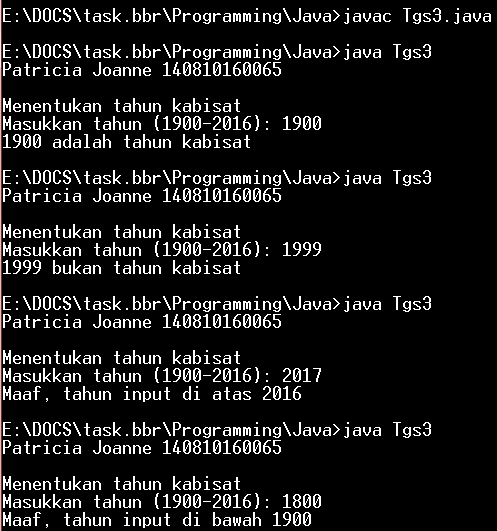 E:\DOCS\task.bbr\Programming\Java>javac Tgs3.java
E:\DOCS\task.bbr\Programming\Java>java Tgs3
Patricia Joanne 140810160065
Menentukan tahun kabisat
Masukkan tahun (1900-2016): 1900
1900 adalah tahun kabisat
E:\DOCS\task.bbr\Programming\Java>java Tgs3
Patricia Joanne 140810160065
Menentukan tahun kabisat
Masukkan tahun (1900-2016): 1999
1999 bukan tahun kabisat
E:\DOCS\task.bbr\Programming\Java>java Tgs3
Patricia Joanne 140810160065
Menentukan tahun kabisat
Masukkan tahun (1900-2016): 2017
Maaf, tahun input di atas 2016
E:\DOCS\task.bbr\Programming\Java>java Tgs3
Patricia Joanne 140810160065
Menentukan tahun kabisat
Masukkan tahun (1900-2016): 1800
Maaf, tahun input di bawah 1900